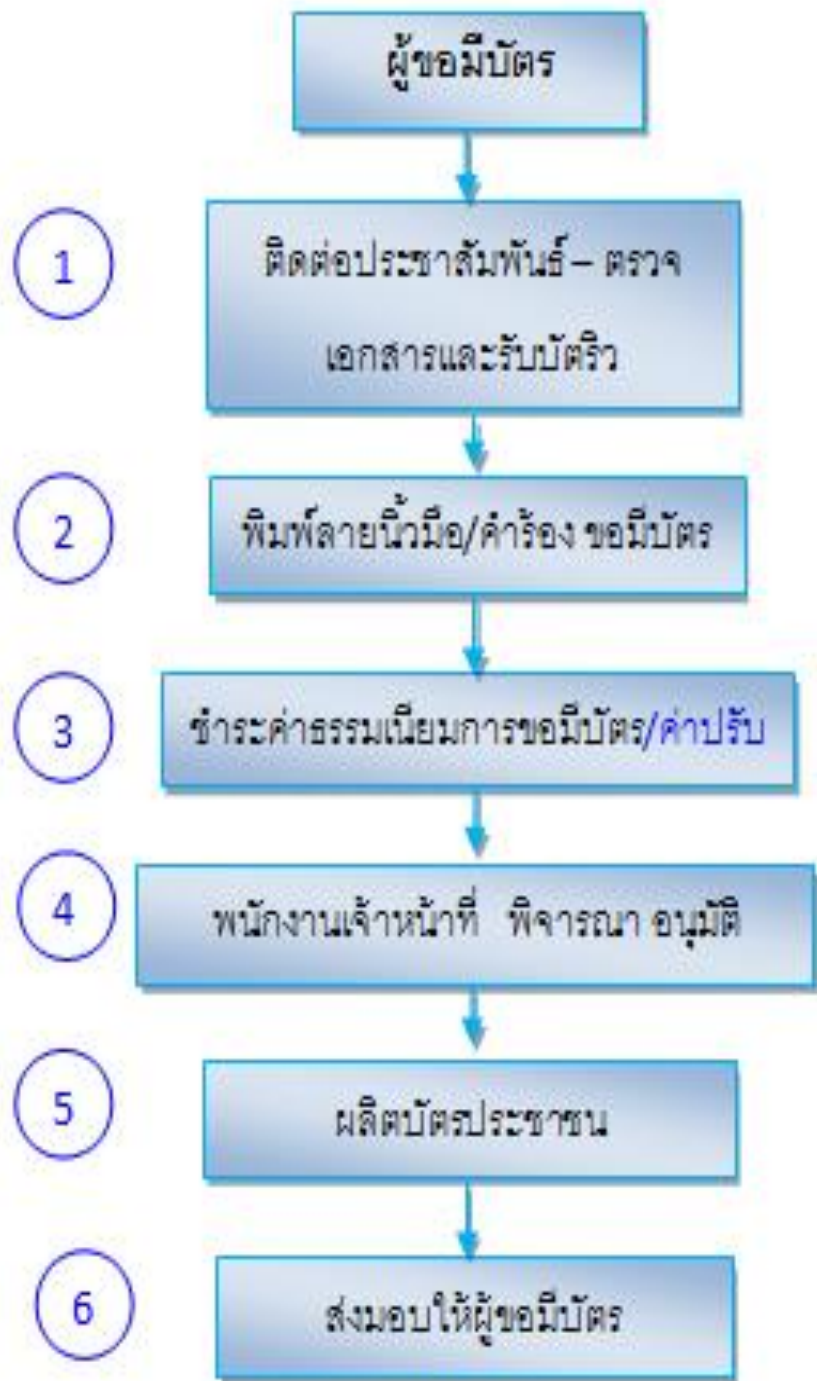 ผู้ขอมีบัตร
1
ติดต่อประชาสัมพันธ์ – ตรวจ
เอกสารและรับบัตริว
2
พิมพ์ลายนิ้วมือ/คำร้อง ขอมีบัตร
3
ชำระค่าธรรมเนียมการขอมีบัตร/ค่าปรับ
4
พนักงานเจ้าหน้าที่ พิจารณา อนุมัติ
5
ผลิตบัตรประชาชน
6
ส่งมอบให้ผู้ขอมีบัตร